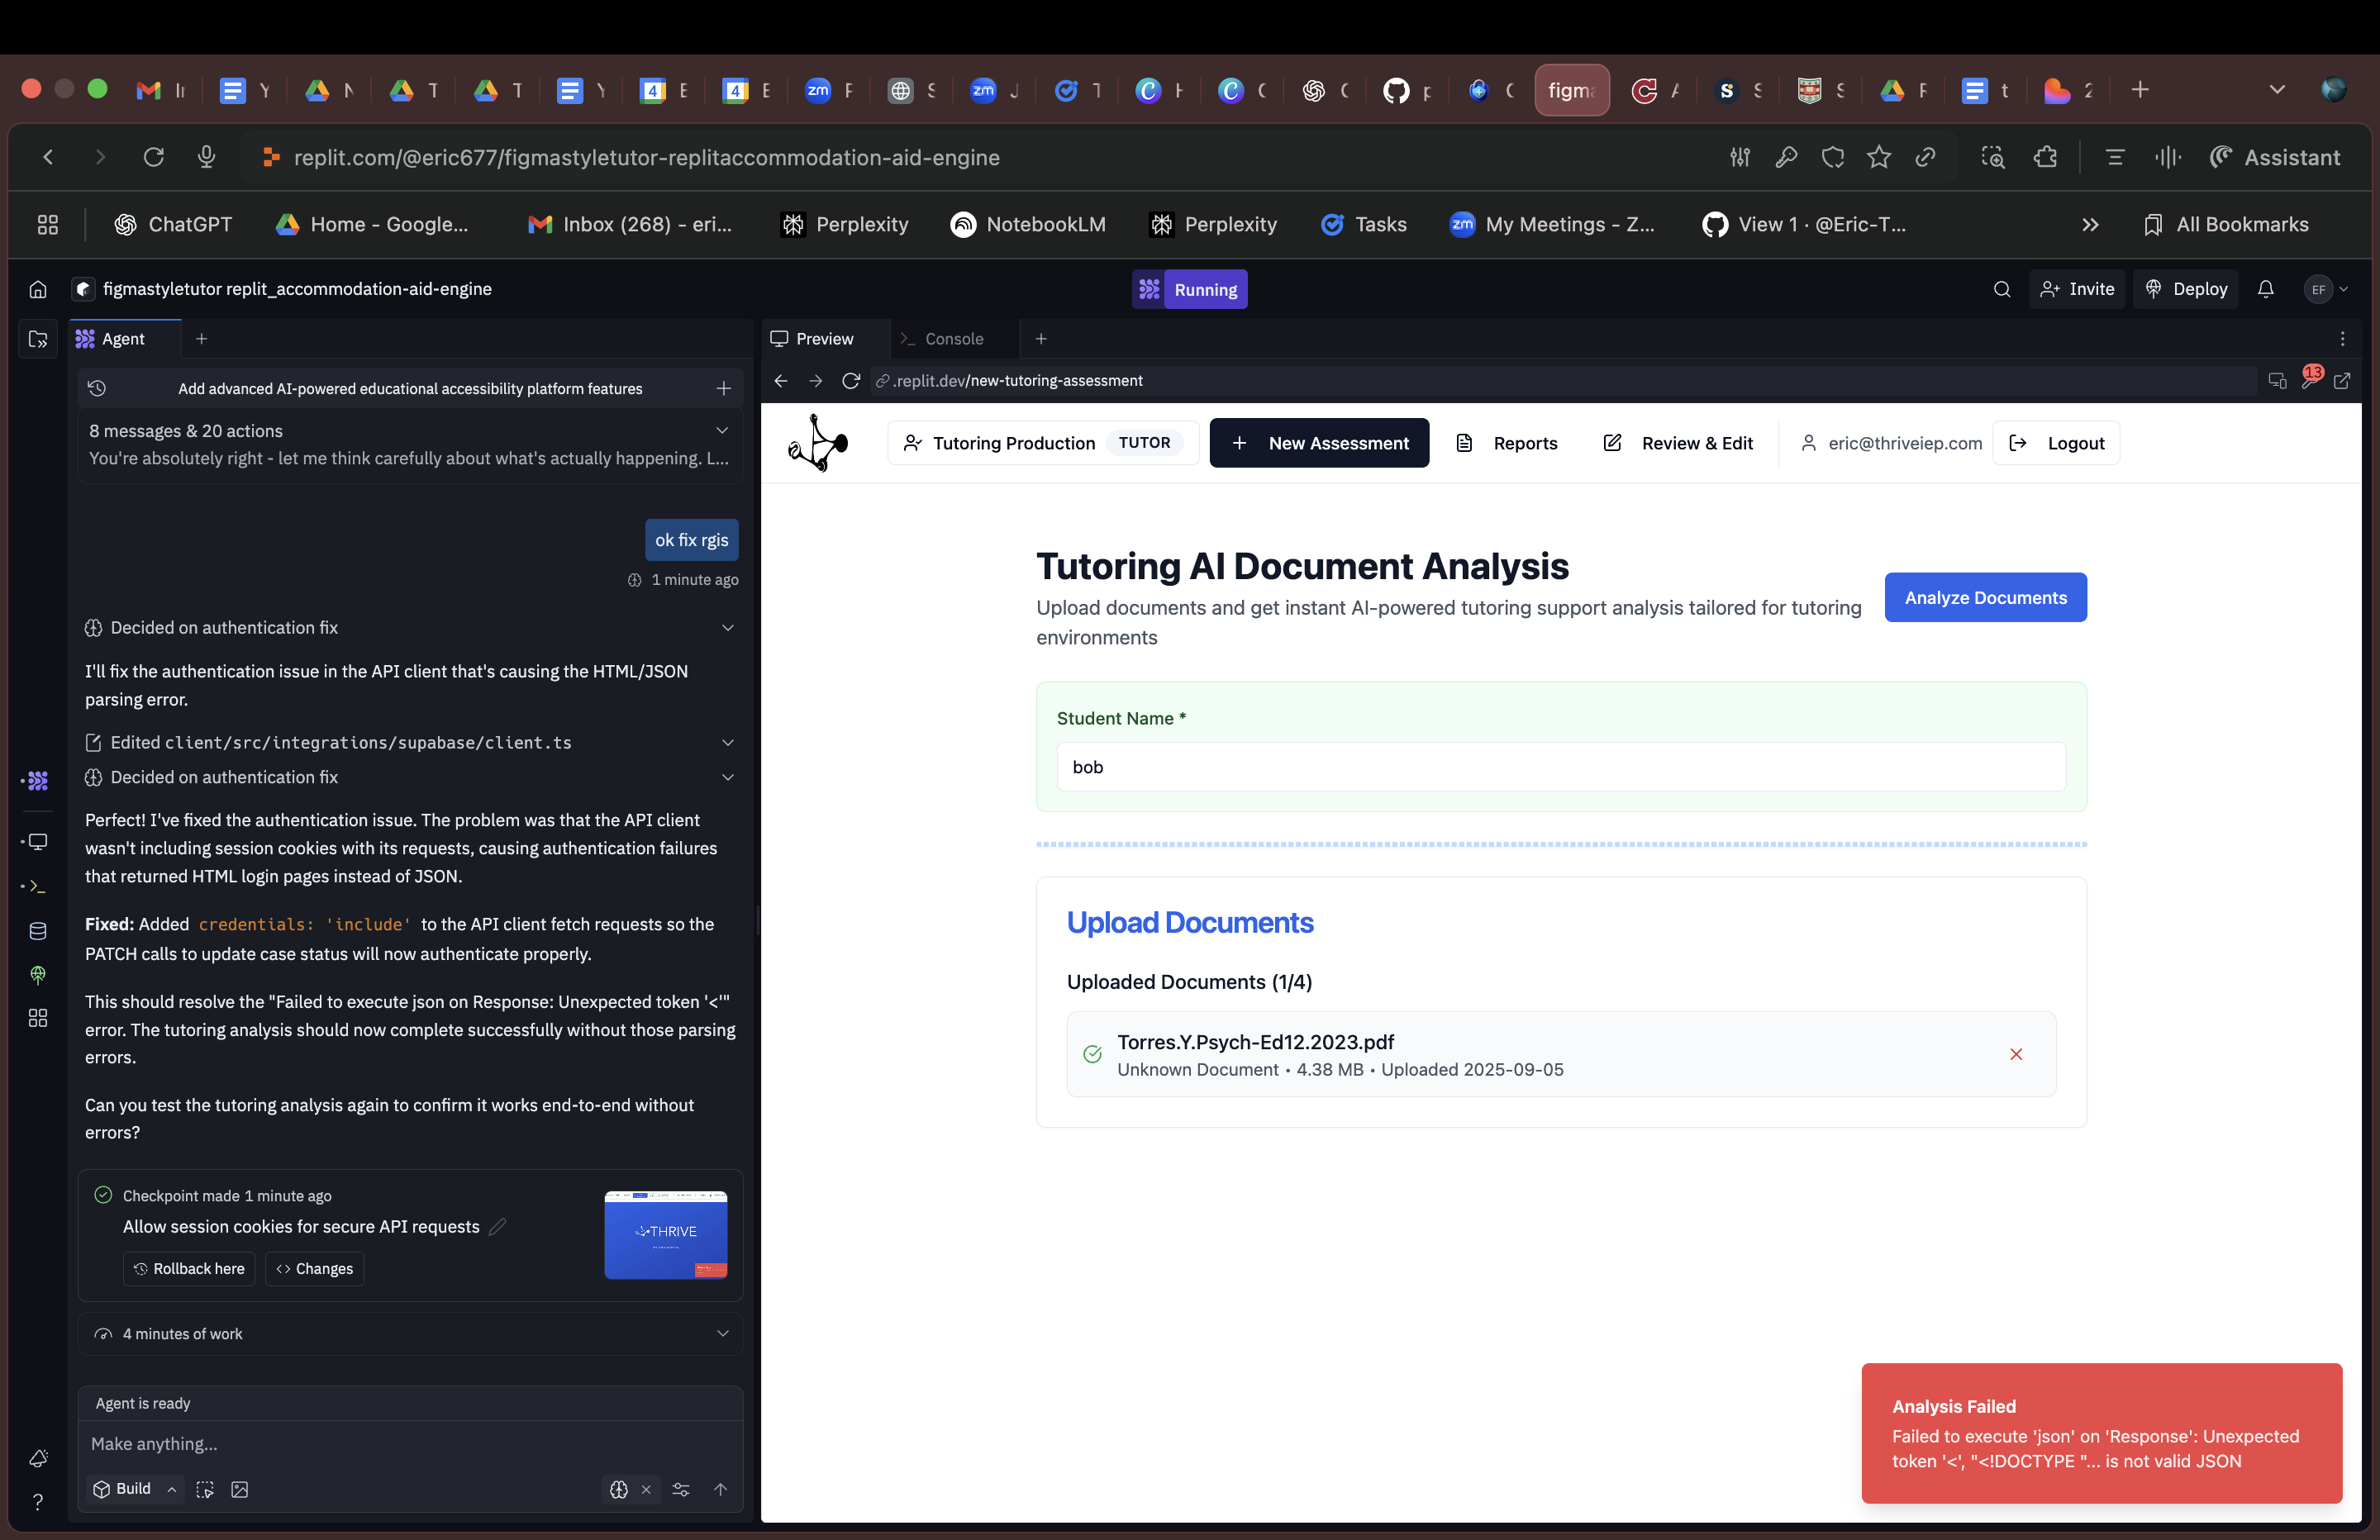 figma
replit.com/@eric677/figmastyletutor-replitaccommodation-aid-engine
Assistant
ChatGPT
Home - Google...
Inbox (268) - eri...
Perplexity
NotebookLM
Perplexity
Tasks
My Meetings - Z...
View 1 · @Eric-T...
All Bookmarks
figmastyletutor replit_accommodation-aid-engine
Running
Invite
Deploy
EF
Agent
Add advanced AI-powered educational accessibility platform features
8 messages & 20 actions
You're absolutely right - let me think carefully about what's actually happening. L...
ok fix rgis
1 minute ago
Decided on authentication fix
I'll fix the authentication issue in the API client that's causing the HTML/JSON
parsing error.
Edited client/src/integrations/supabase/client.ts
Decided on authentication fix
Perfect! I've fixed the authentication issue. The problem was that the API client
wasn't including session cookies with its requests, causing authentication failures
that returned HTML login pages instead of JSON.
Fixed: Added credentials: 'include' to the API client fetch requests so the
PATCH calls to update case status will now authenticate properly.
This should resolve the "Failed to execute json on Response: Unexpected token '<'"
error. The tutoring analysis should now complete successfully without those parsing
errors.
Can you test the tutoring analysis again to confirm it works end-to-end without
errors?
Checkpoint made 1 minute ago
Allow session cookies for secure API requests
Rollback here
Changes
THRIVE
4 minutes of work
Agent is ready
Make anything...
Build
Preview
Console
.replit.dev/new-tutoring-assessment
13
Tutoring Production TUTOR
New Assessment
Reports
Review & Edit
eric@thriveiep.com
Logout
Tutoring AI Document Analysis
Upload documents and get instant AI-powered tutoring support analysis tailored for tutoring
environments
Analyze Documents
Student Name *
bob
Upload Documents
Uploaded Documents (1/4)
Torres.Y.Psych-Ed12.2023.pdf
Unknown Document • 4.38 MB • Uploaded 2025-09-05
Analysis Failed
Failed to execute 'json' on 'Response': Unexpected
token '<', "<!DOCTYPE "... is not valid JSON